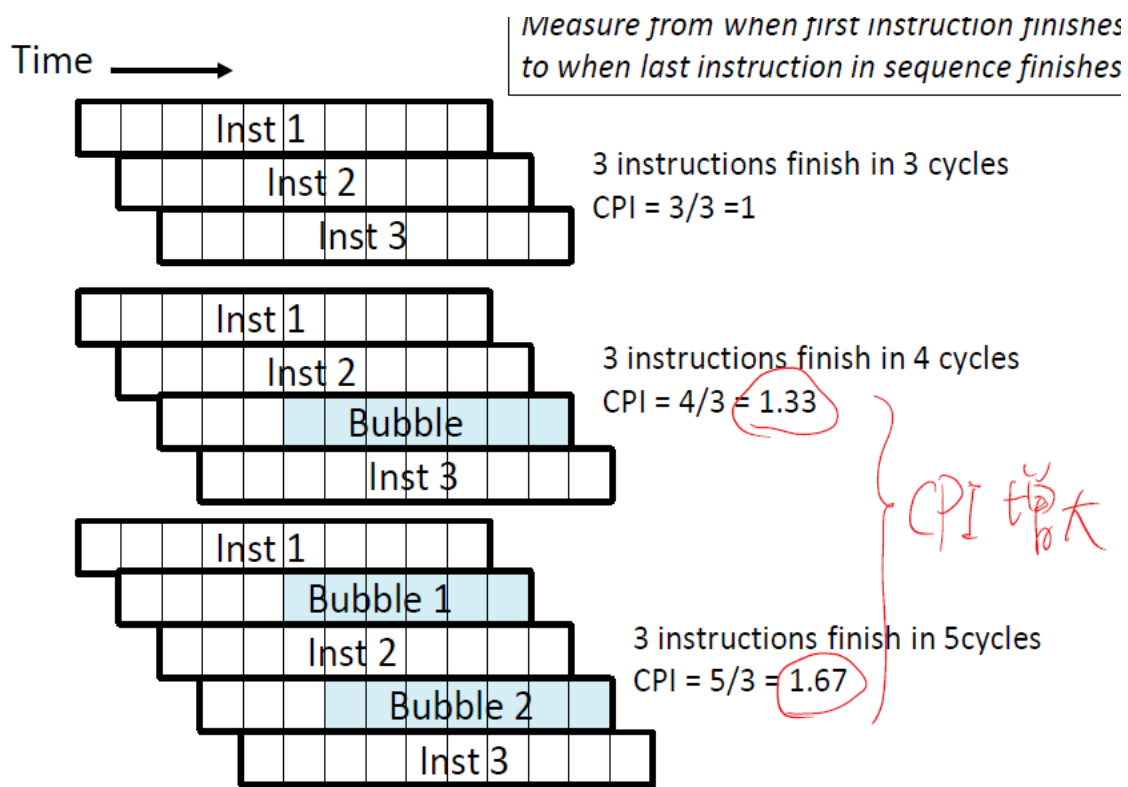 Measure from when first instruction finishes
to when last instruction in sequence finishes
Time
Inst 1
Inst 2
Inst 3
3 instructions finish in 3 cycles
CPI = 3/3 =1
Inst 1
Inst 2
Bubble
Inst 3
3 instructions finish in 4 cycles
CPI = 4/3 = 1.33
CPI 增大
Inst 1
Bubble 1
Inst 2
Bubble 2
Inst 3
3 instructions finish in 5cycles
CPI = 5/3 = 1.67